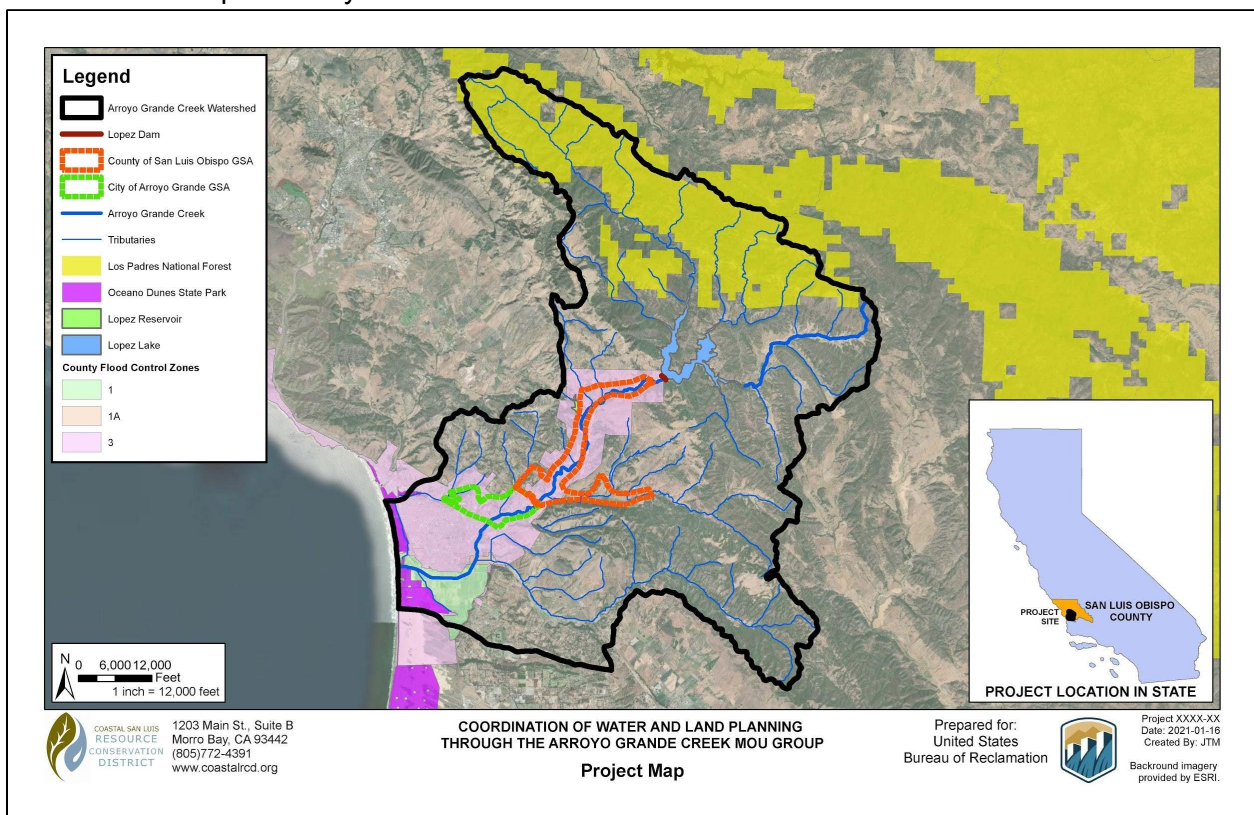 Legend
Arroyo Grande Creek Watershed
Lopez Dam
County of San Luis Obispo GSA
City of Arroyo Grande GSA
Arroyo Grande Creek
Tributaries
Los Padres National Forest
Oceano Dunes State Park
Lopez Reservoir
Lopez Lake
County Flood Control Zones
1
1A
3
N
0 6,000 12,000
Feet
1 inch = 12,000 feet
PROJECT
SITE
SAN LUIS OBISPO
COUNTY
PROJECT LOCATION IN STATE
COASTAL SAN LUIS
RESOURCE
CONSERVATION
DISTRICT
1203 Main St., Suite B
Morro Bay, CA 93442
(805)772-4391
www.coastalrcd.org
COORDINATION OF WATER AND LAND PLANNING
THROUGH THE ARROYO GRANDE CREEK MOU GROUP
Project Map
Prepared for:
United States
Bureau of Reclamation
Project XXXX-XX
Date: 2021-01-16
Created By: JTM
Backround imagery
provided by ESRI.